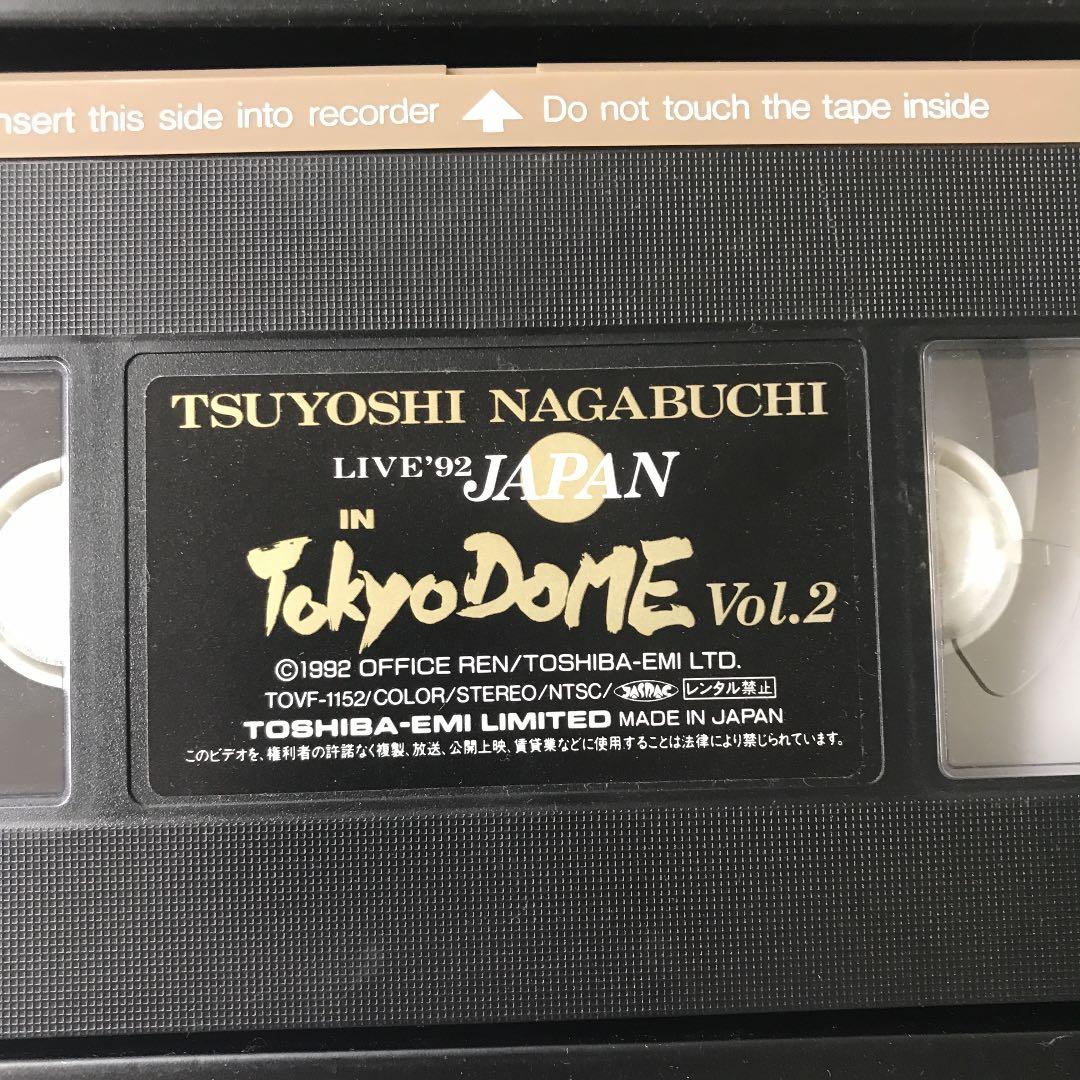 nsert this side into recorder Do not touch the tape inside
TSUYOSHI NAGABUCHI
LIVE'92 JAPAN
IN
Tokyo DOME Vol.2
©1992 OFFICE REN/TOSHIBA-EMI LTD.
TOVF-1152/COLOR/STEREO/NTSC/JASRAC レンタル禁止
TOSHIBA-EMI LIMITED MADE IN JAPAN
このビデオを、権利者の許諾なく複製、放送、公開上映、賃貸業などに使用することは法律により禁じられています。